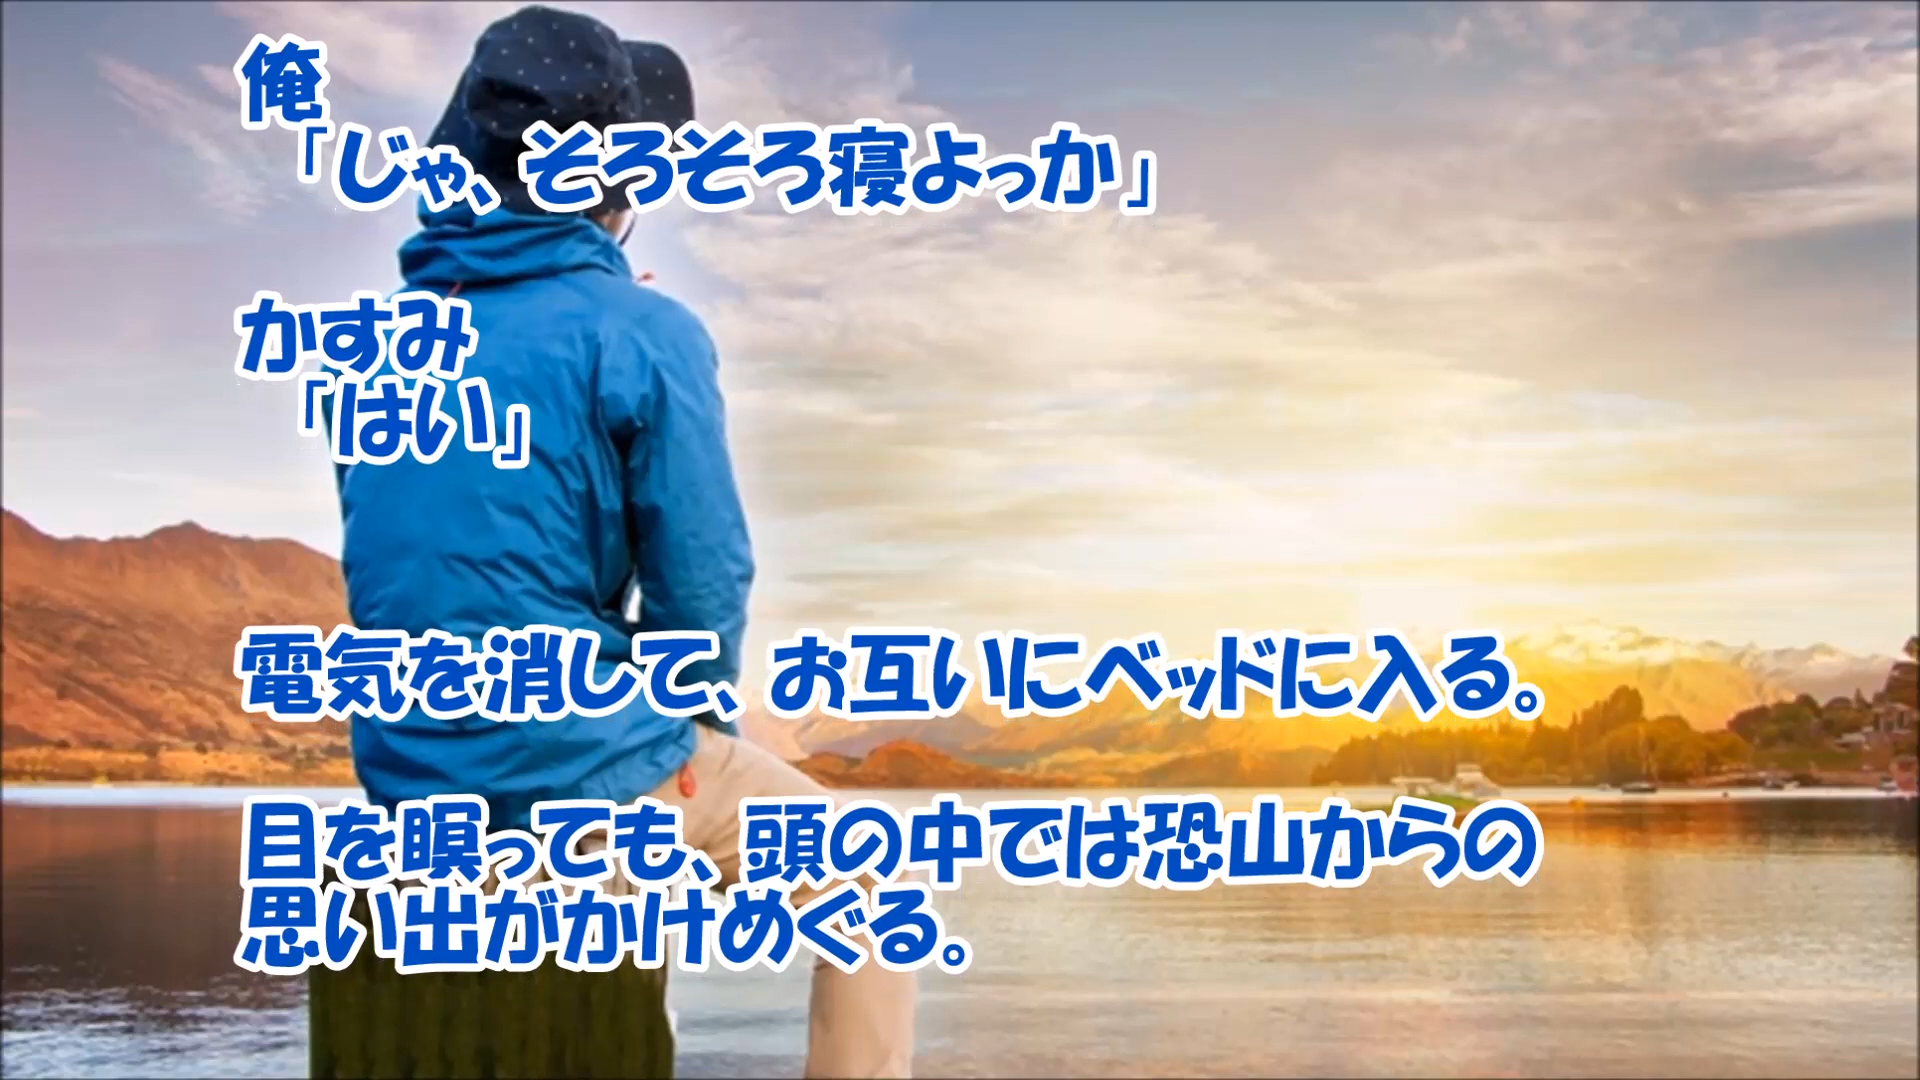 俺
「じゃ、そろそろ寝よっか」
かすみ
「はい」
電気を消して、お互いにベッドに入る。
目を瞑っても、頭の中では恐山からの
思い出がかけめぐる。